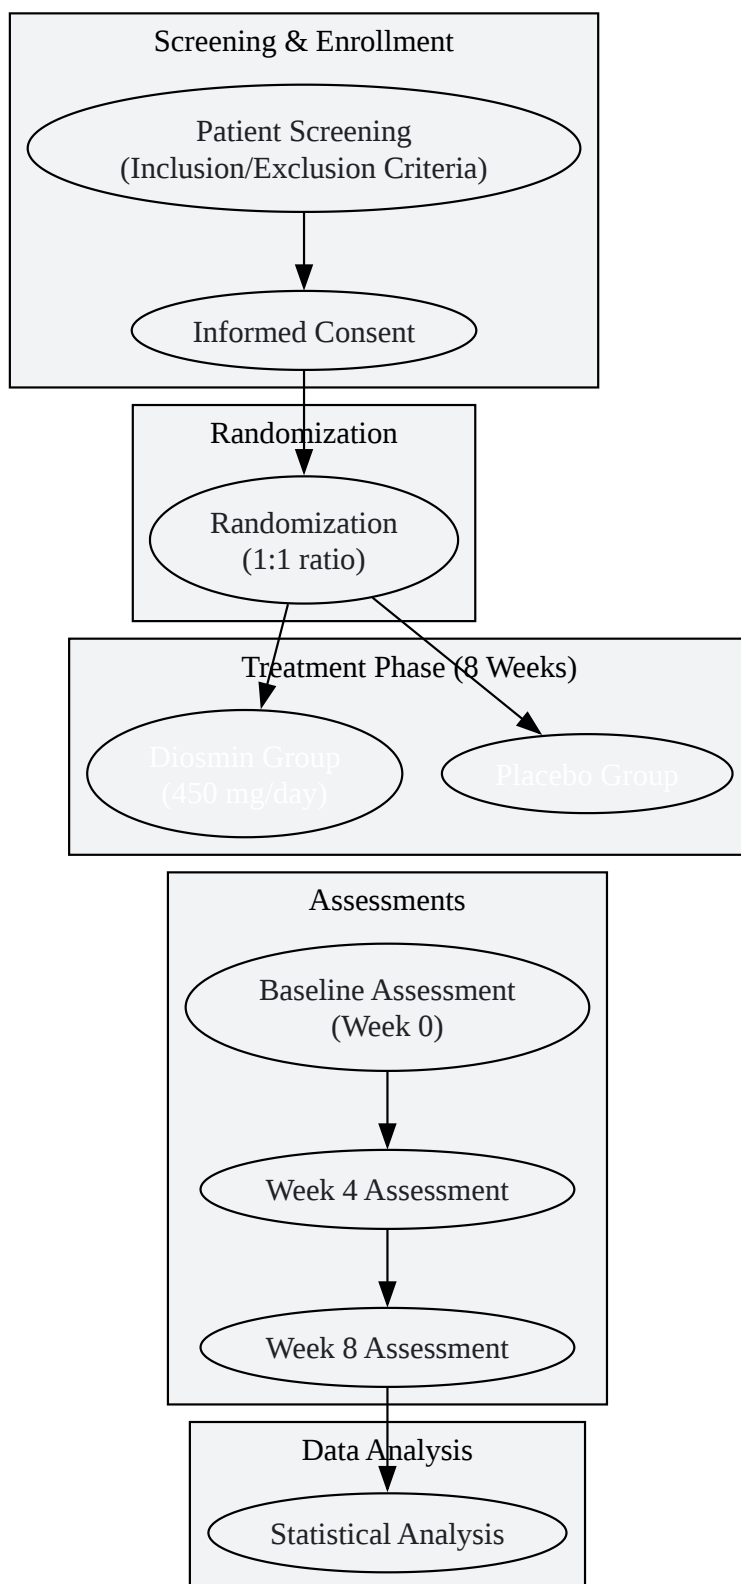 Screening & Enrollment
Patient Screening
(Inclusion/Exclusion Criteria)
Informed Consent
Randomization
Randomization
(1:1 ratio)
Treatment Phase (8 Weeks)
Diosmin Group
(450 mg/day)
Placebo Group
Assessments
Baseline Assessment
(Week 0)
Week 4 Assessment
Week 8 Assessment
Data Analysis
Statistical Analysis